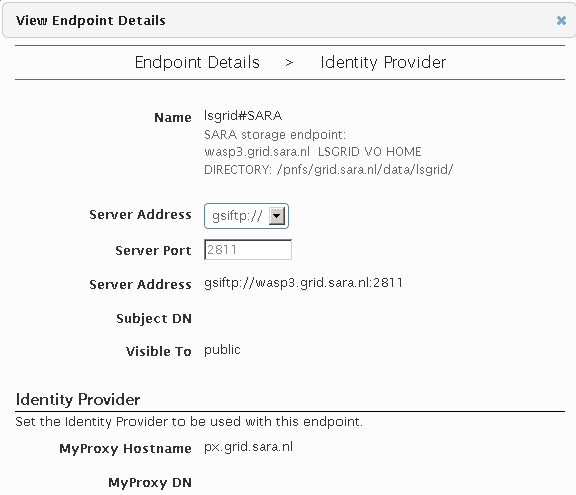 View Endpoint Details
Endpoint Details > Identity Provider
Name lsgrid#SARA
SARA storage endpoint:
wasp3.grid.sara.nl LSGRID VO HOME
DIRECTORY: /pnfs/grid.sara.nl/data/lsgrid/
Server Address gsiftp://
Server Port 2811
Server Address gsiftp://wasp3.grid.sara.nl:2811
Subject DN
Visible To public
Identity Provider
Set the Identity Provider to be used with this endpoint.
MyProxy Hostname px.grid.sara.nl
MyProxy DN